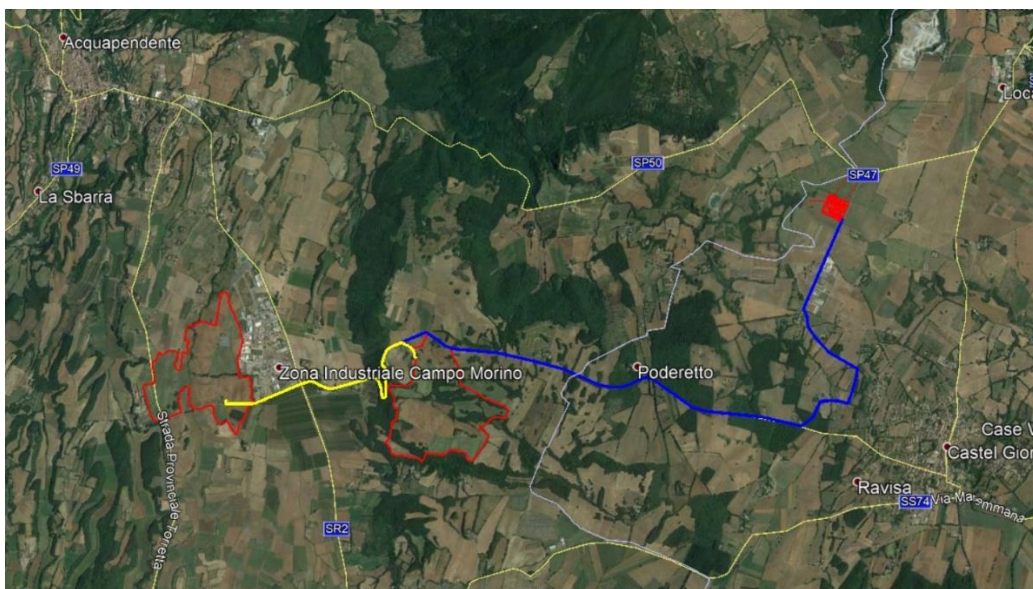 Acquapendente
Loca
SP49
SP50
SP47
La Sbarra
Zona Industriale Campo Morino
Poderetto
Case V
Castel Gior
Strada Provinciale Torretta
Ravisa
SS74
Via Maremmana
SR2